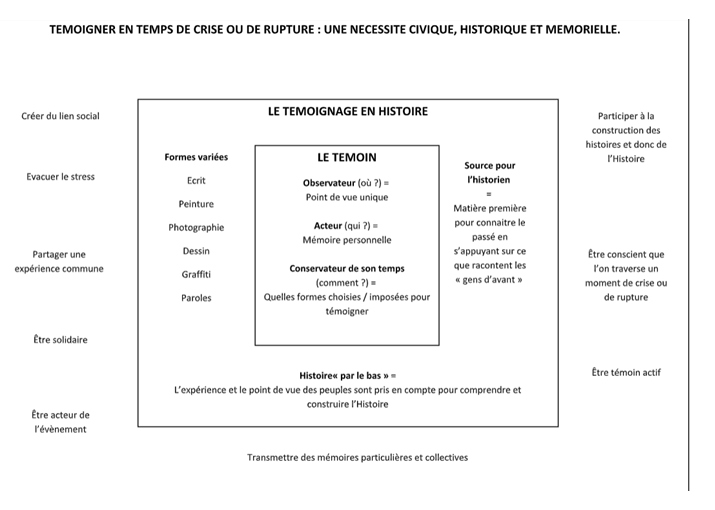 TEMOIGNER EN TEMPS DE CRISE OU DE RUPTURE : UNE NECESSITE CIVIQUE, HISTORIQUE ET MEMORIELLE.
Créer du lien social
Evacuer le stress
Partager une
expérience commune
Être solidaire
Être acteur de
l'évènement
LE TEMOIGNAGE EN HISTOIRE
Formes variées
Ecrit
Peinture
Photographie
Dessin
Graffiti
Paroles
LE TEMOIN
Observateur (où ?) =
Point de vue unique
Acteur (qui ?) =
Mémoire personnelle
Conservateur de son temps
(comment ?) =
Quelles formes choisies / imposées pour
témoigner
Source pour
l'historien
=
Matière première
pour connaitre le
passé en
s'appuyant sur ce
que racontent les
« gens d'avant »
Histoire« par le bas » =
L'expérience et le point de vue des peuples sont pris en compte pour comprendre et
construire l'Histoire
Participer à la
construction des
histoires et donc de
l'Histoire
Être conscient que
l'on traverse un
moment de crise ou
de rupture
Être témoin actif
Transmettre des mémoires particulières et collectives